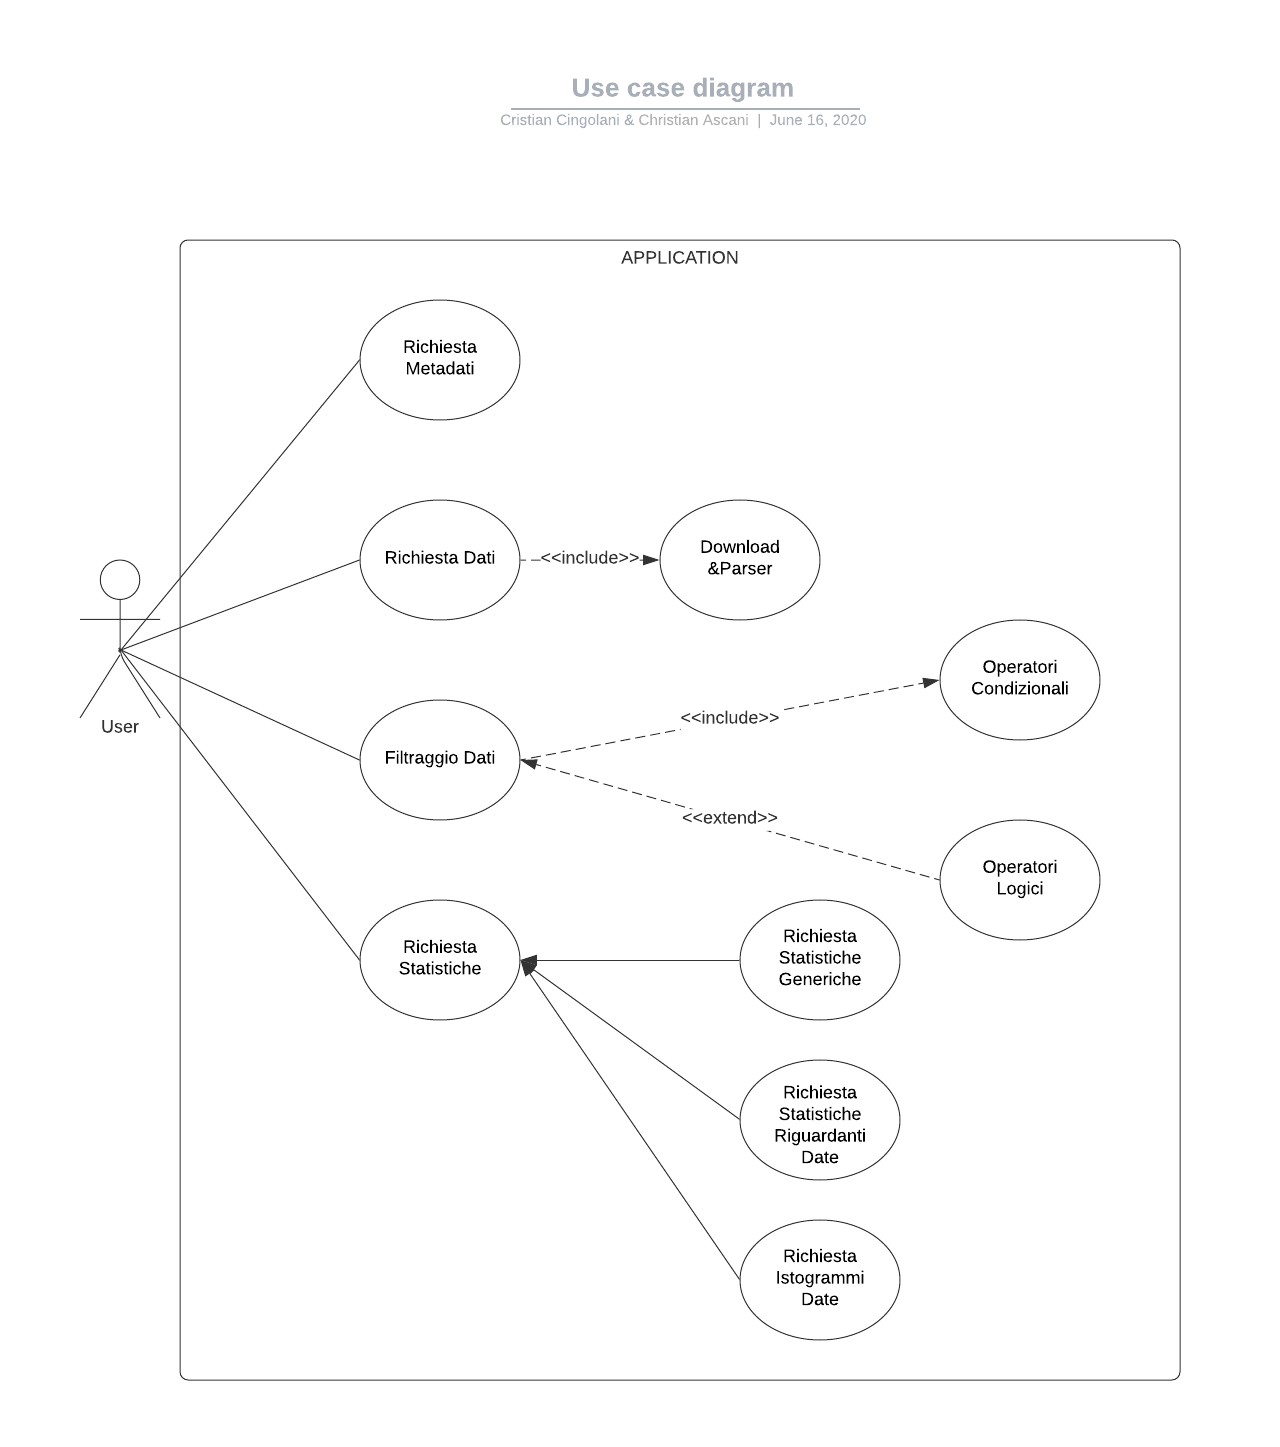 Use case diagram
Cristian Cingolani & Christian Ascani | June 16, 2020
APPLICATION
Richiesta
Metadati
Richiesta Dati
<<include>>
Download
&Parser
User
Operatori
Condizionali
<<include>>
Filtraggio Dati
<<extend>>
Operatori
Logici
Richiesta
Statistiche
Richiesta
Statistiche
Generiche
Richiesta
Statistiche
Riguardanti
Date
Richiesta
Istogrammi
Date